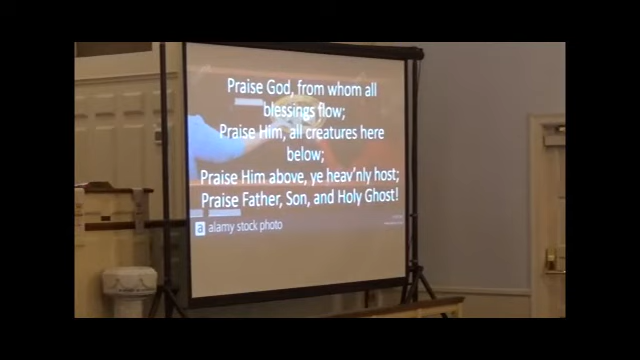 Praise God, from whom all
blessings flow;
Praise Him, all creatures here
below;
Praise Him above, ye heav'nly host;
Praise Father, Son, and Holy Ghost!
a alamy stock photo